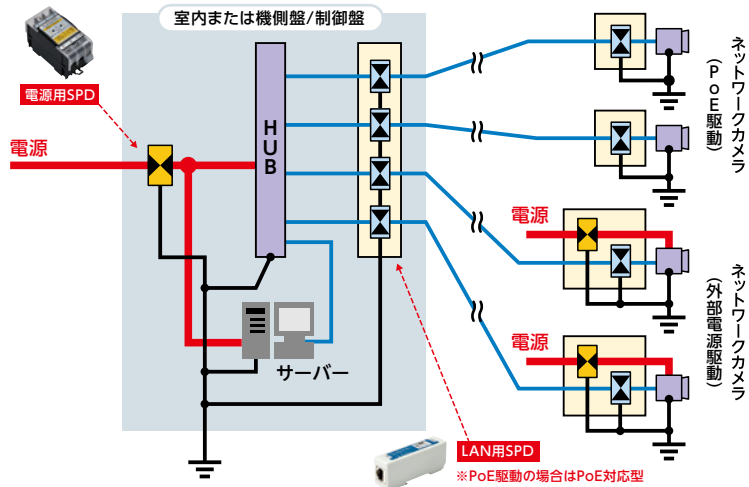 室内または機側盤/制御盤
電源用SPD
電源
HUB
サーバー
LAN用SPD
※PoE駆動の場合はPoE対応型
ネットワークカメラ
（PoE駆動）
電源
電源
ネットワークカメラ
（外部電源駆動）